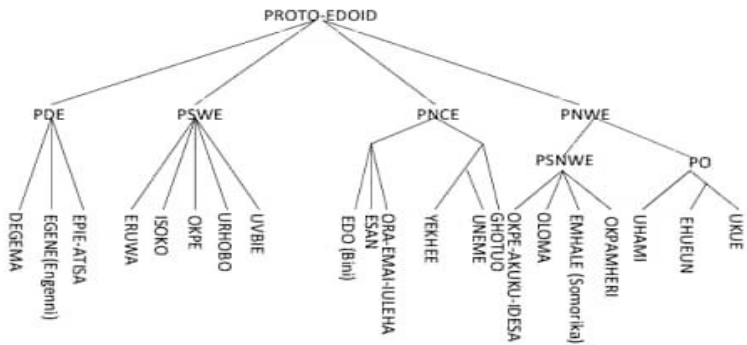 PROTO-EDOID
PDE
PSWE
PNCE
PNWE
PSNWE
PO
DEGEMA
EGENE(Engenni)
EPIE-ATISA
ERUWA
ISOKO
OKPE
URHOBO
UVBIE
EDO (Bini)
ESAN
ORA-EMAI-IULEHA
YEKHEE
UNEME
GHOTUO
OKPE-AKUKU-IDESA
OLOMA
EMHALE (Somorika)
OKPAMHERI
UHAMI
EHUEUN
UKUE